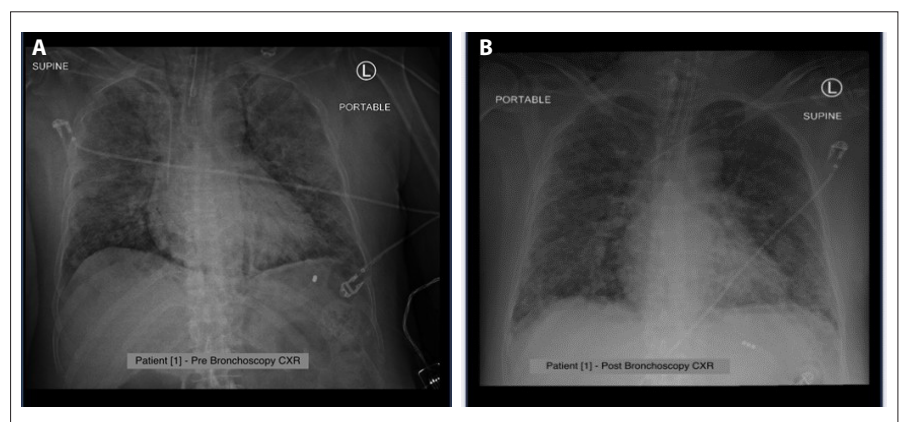 A
SUPINE
L
PORTABLE
Patient [1] - Pre Bronchoscopy CXR
B
PORTABLE
L
SUPINE
Patient [1] - Post Bronchoscopy CXR